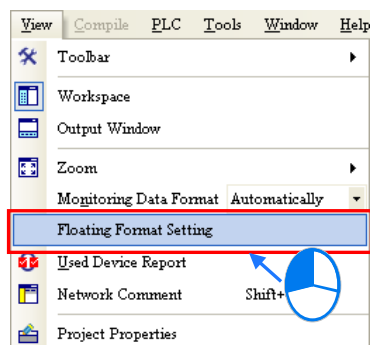 View Compile PLC Tools Window Help
Toolbar
Workspace
Output Window
Zoom
Monitoring Data Format Automatically
Floating Format Setting
Used Device Report
Network Comment Shift+
Project Properties